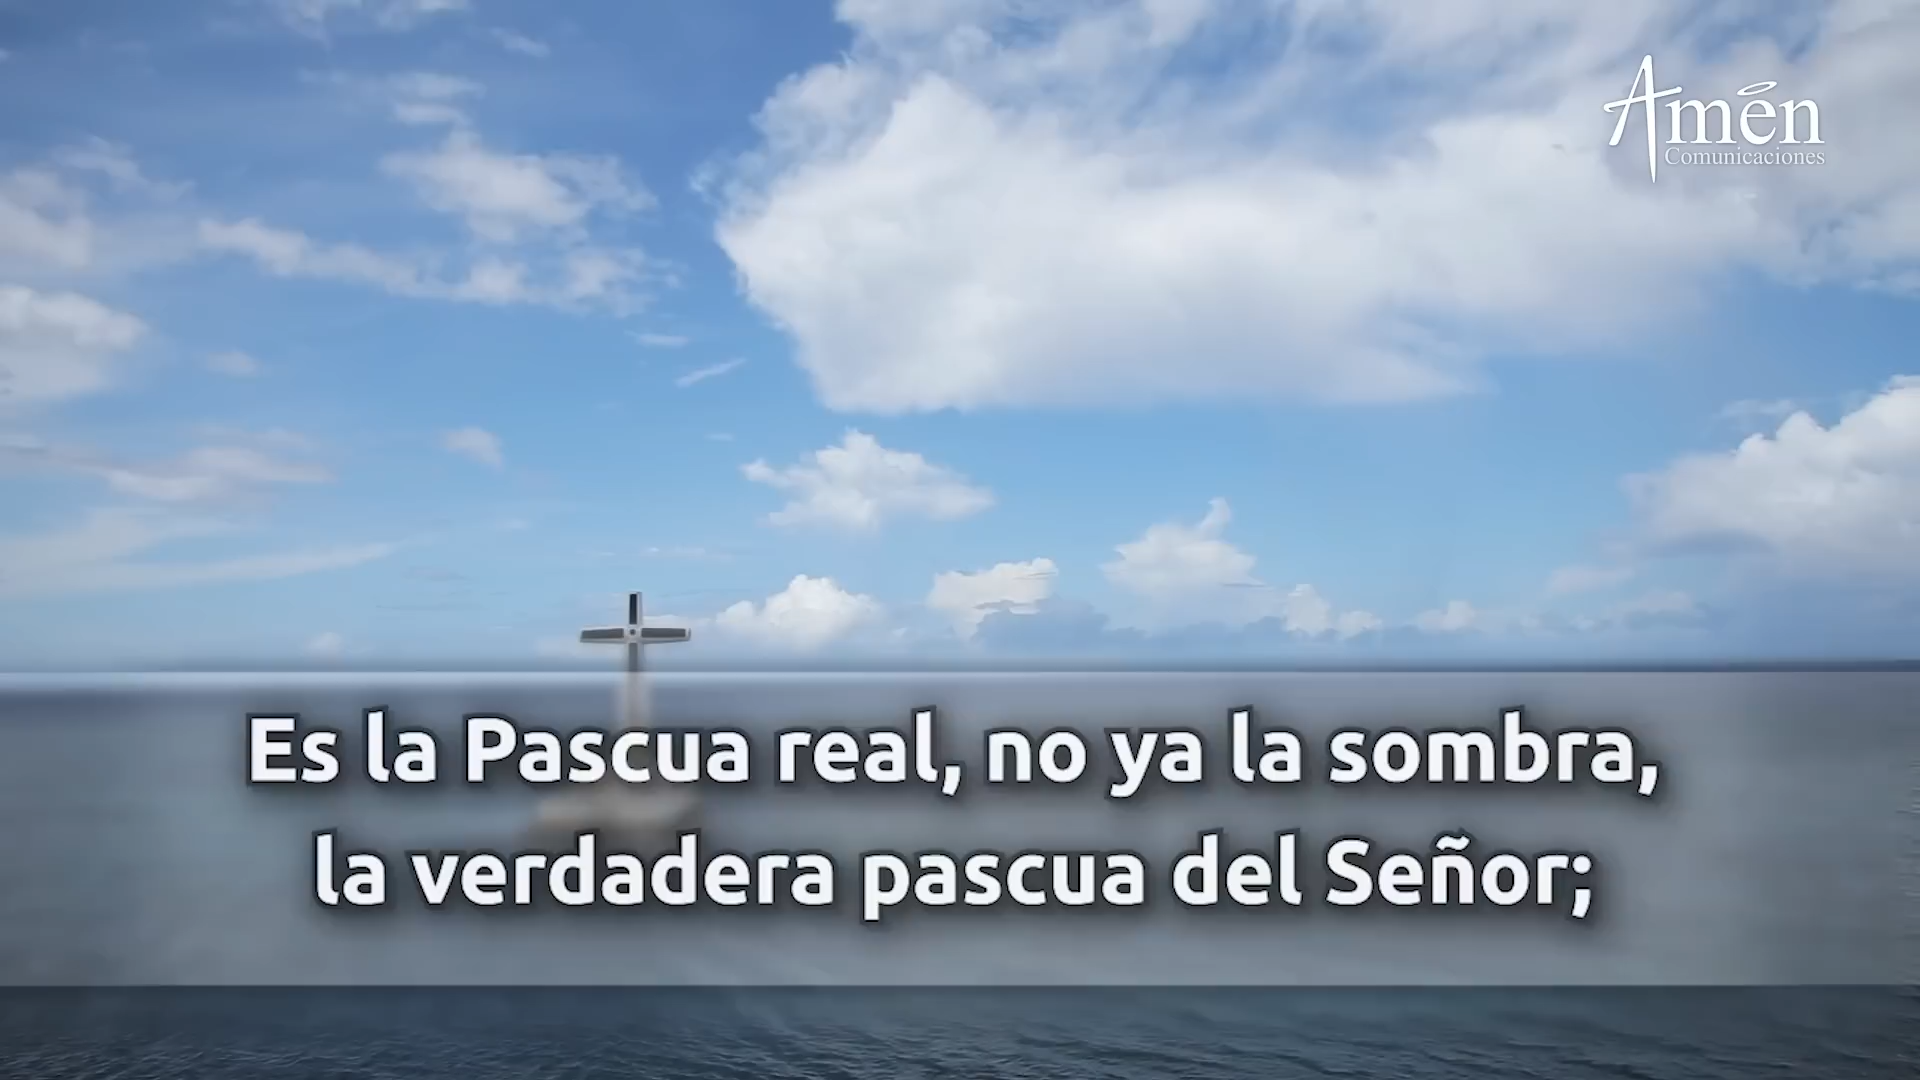 Amén
Comunicaciones
Es la Pascua real, no ya la sombra,
la verdadera pascua del Señor;